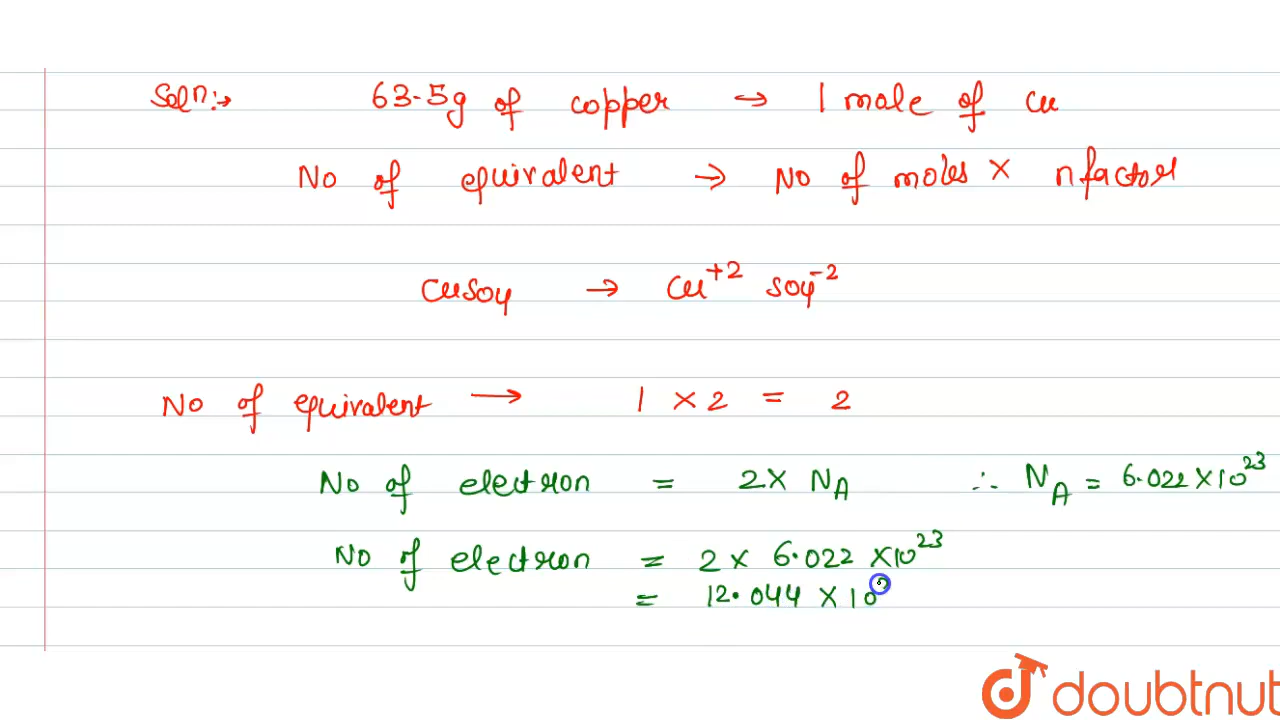 Soln:→ 63.5g of copper → 1 mole of Cu
No of equivalent → No of moles × nfactor
CuSO4 → Cu+2 SO4-2
No of equivalent → 1 × 2 = 2
No of electron = 2× NA ∴ NA = 6.022×10^23
No of electron = 2 × 6.022 ×10^23
= 12.044 × 10
doubtnut